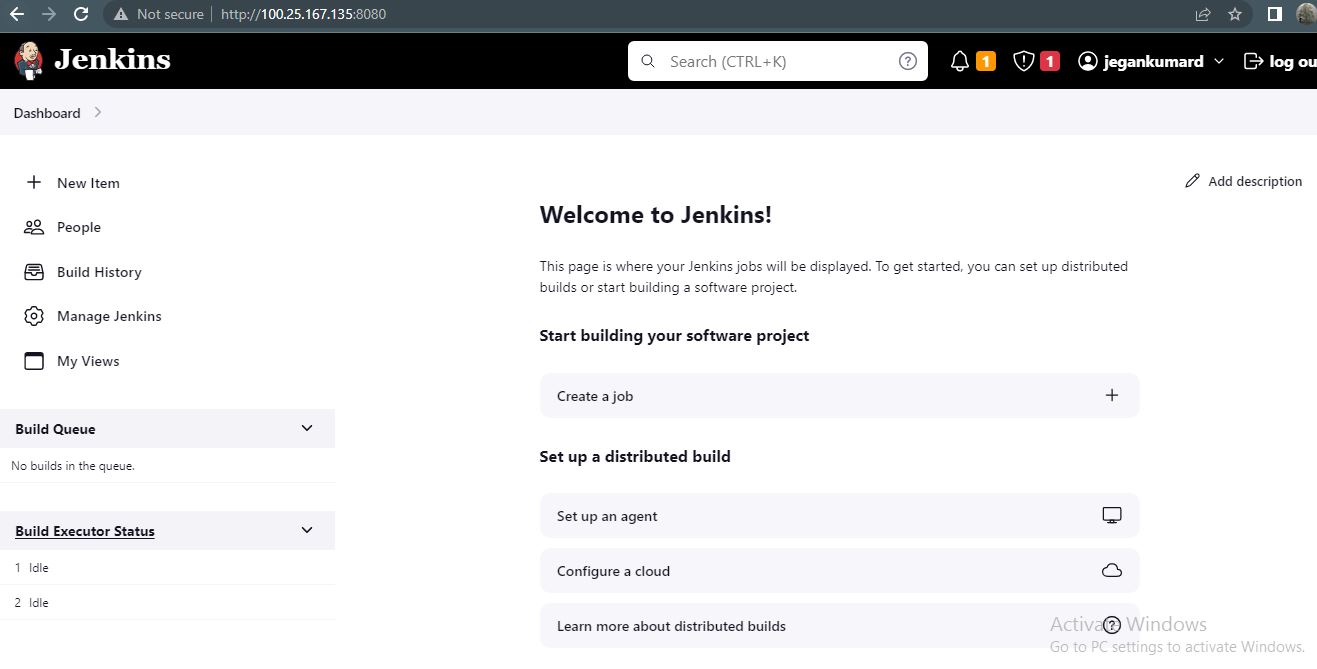 Not secure | http://100.25.167.135:8080
Jenkins
Search (CTRL+K)
1
1
jegankumard
log ou
Dashboard
New Item
People
Build History
Manage Jenkins
My Views
Build Queue
No builds in the queue.
Build Executor Status
1 Idle
2 Idle
Add description
Welcome to Jenkins!
This page is where your Jenkins jobs will be displayed. To get started, you can set up distributed
builds or start building a software project.
Start building your software project
Create a job
Set up a distributed build
Set up an agent
Configure a cloud
Learn more about distributed builds
Activate Windows
Go to PC settings to activate Windows.